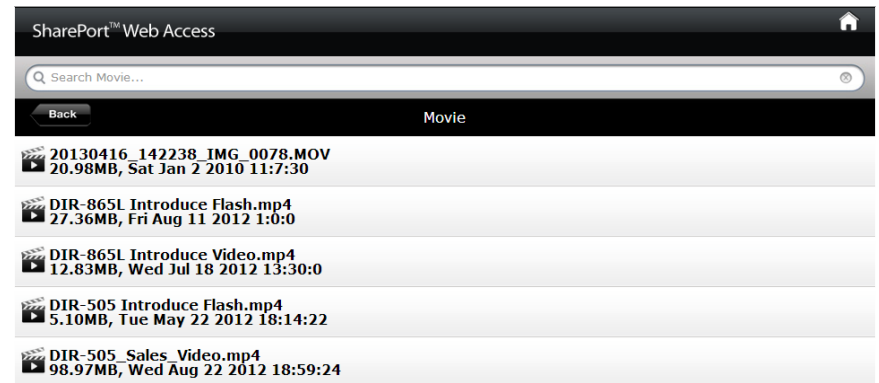 SharePort™ Web Access
Search Movie...
Back
Movie
20130416_142238_IMG_0078.MOV
20.98MB, Sat Jan 2 2010 11:7:30
DIR-865L Introduce Flash.mp4
27.36MB, Fri Aug 11 2012 1:0:0
DIR-865L Introduce Video.mp4
12.83MB, Wed Jul 18 2012 13:30:0
DIR-505 Introduce Flash.mp4
5.10MB, Tue May 22 2012 18:14:22
DIR-505_Sales_Video.mp4
98.97MB, Wed Aug 22 2012 18:59:24